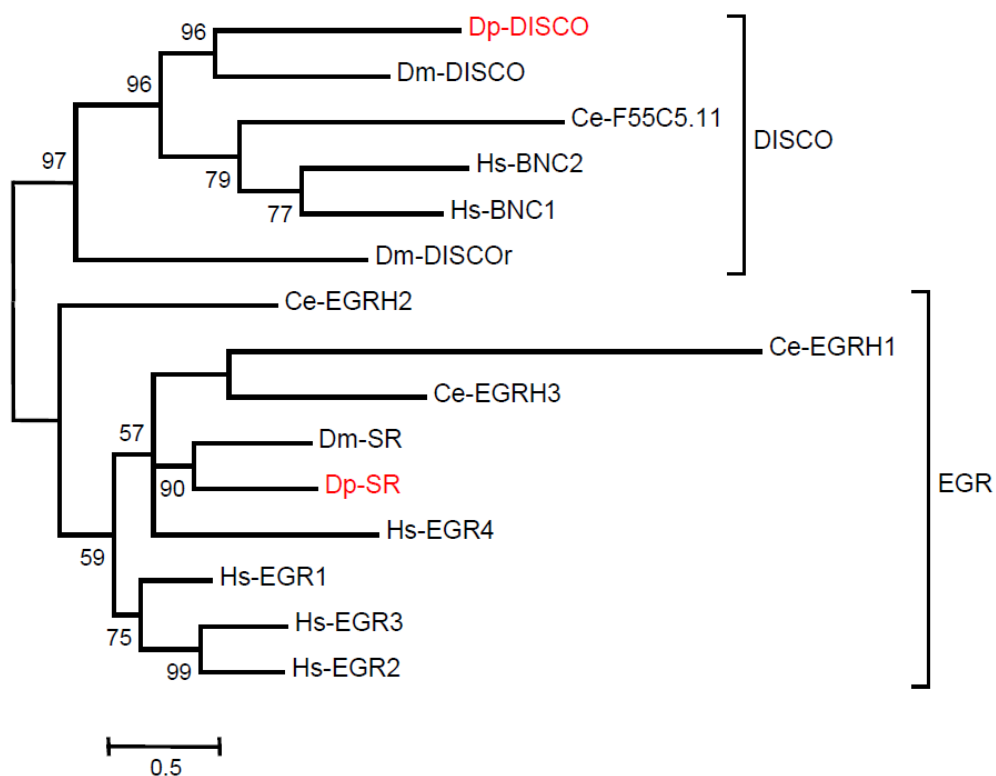 Dp-DISCO
96
Dm-DISCO
96
Ce-F55C5.11
DISCO
97
Hs-BNC2
79
Hs-BNC1
77
Dm-DISCOr
Ce-EGRH2
Ce-EGRH1
Ce-EGRH3
57
Dm-SR
90
Dp-SR
EGR
Hs-EGR4
59
Hs-EGR1
75
Hs-EGR3
99
Hs-EGR2
0.5